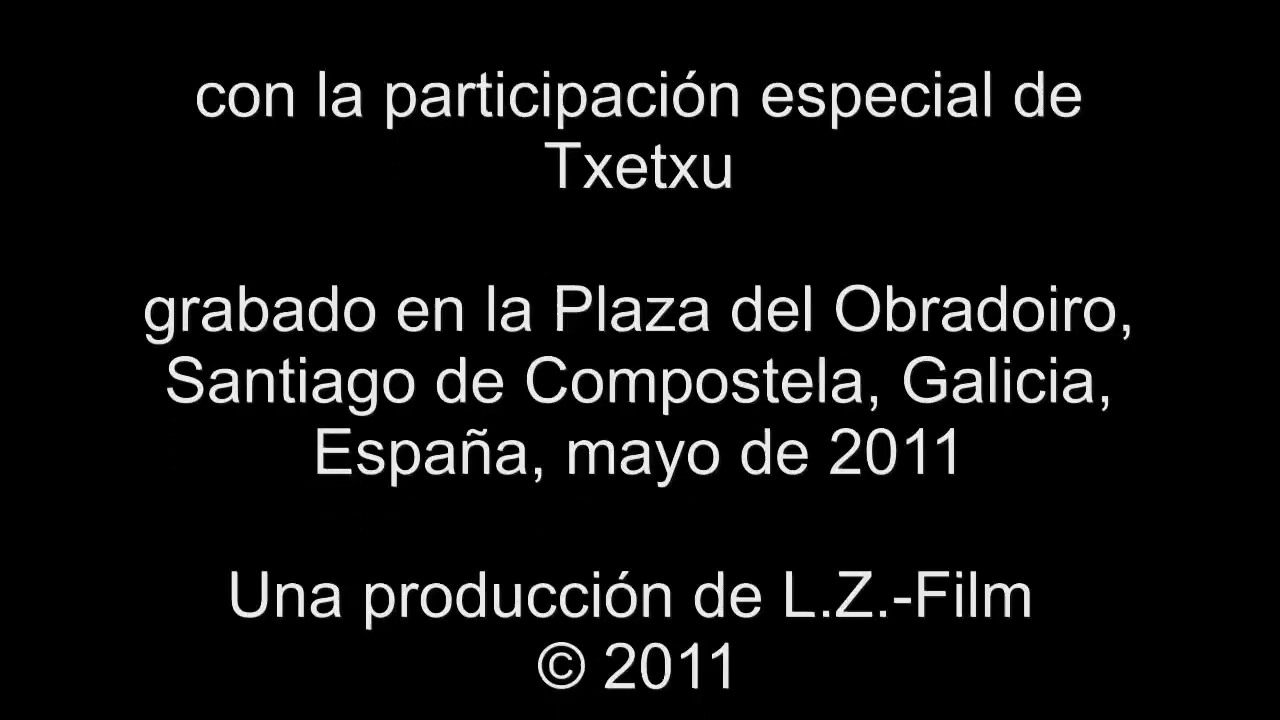 con la participación especial de
Txetxu
grabado en la Plaza del Obradoiro,
Santiago de Compostela, Galicia,
España, mayo de 2011
Una producción de L.Z.-Film
© 2011